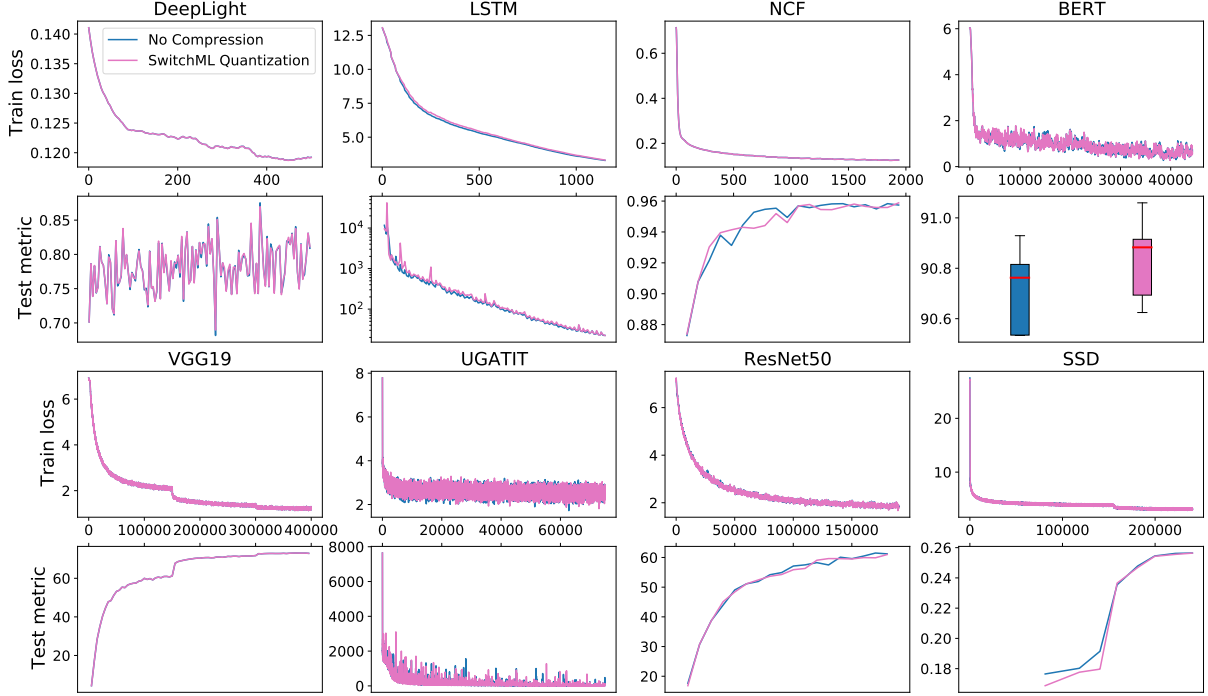 DeepLight
LSTM
NCF
BERT
No Compression
SwitchML Quantization
Train loss
0.140
0.135
0.130
0.125
0.120
0 200 400
12.5
10.0
7.5
5.0
0 500 1000
0.6
0.4
0.2
0 500 1000 1500 2000
6
4
2
0
0 10000 20000 30000 40000
Test metric
0.85
0.80
0.75
0.70
10⁴
10³
10²
0.96
0.94
0.92
0.90
0.88
91.0
90.8
90.6
VGG19
UGATIT
ResNet50
SSD
Train loss
6
4
2
0 100000 200000 300000 400000
8
6
4
2
0 20000 40000 60000
6
4
2
0 50000 100000 150000
20
10
0 100000 200000
Test metric
60
40
20
8000
6000
4000
2000
0
60
50
40
30
20
0.26
0.24
0.22
0.20
0.18